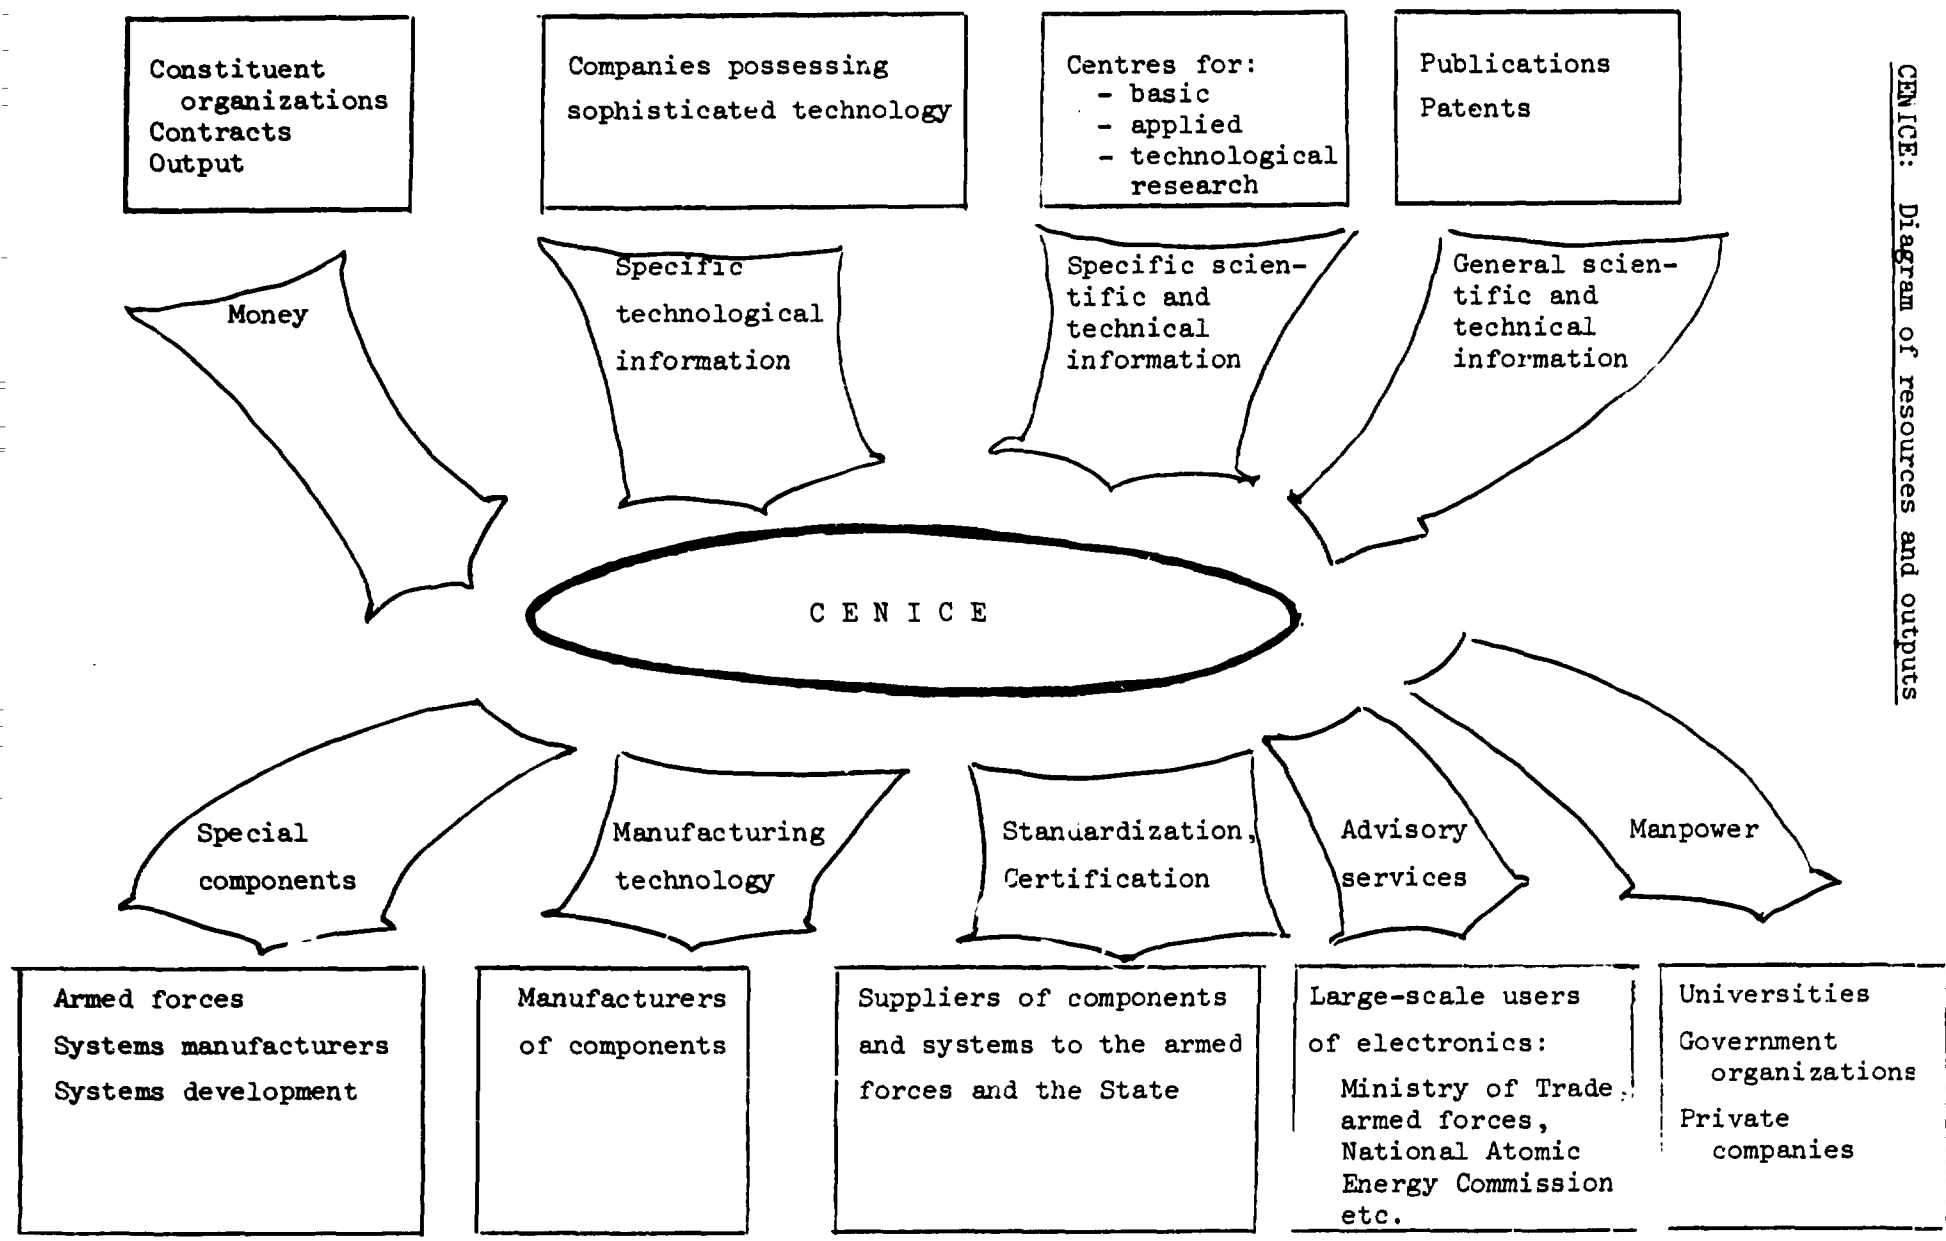 CENICE: Diagram of resources and outputs
Constituent
organizations
Contracts
Output
Companies possessing
sophisticated technology
Centres for:
- basic
- applied
- technological
research
Publications
Patents
Money
Specific
technological
information
Specific scien-
tific and
technical
information
General scien-
tific and
technical
information
C E N I C E
Special
components
Manufacturing
technology
Standardization,
Certification
Advisory
services
Manpower
Armed forces
Systems manufacturers
Systems development
Manufacturers
of components
Suppliers of components
and systems to the armed
forces and the State
Large-scale users
of electronics:
Ministry of Trade,
armed forces,
National Atomic
Energy Commission
etc.
Universities
Government
organizations
Private
companies